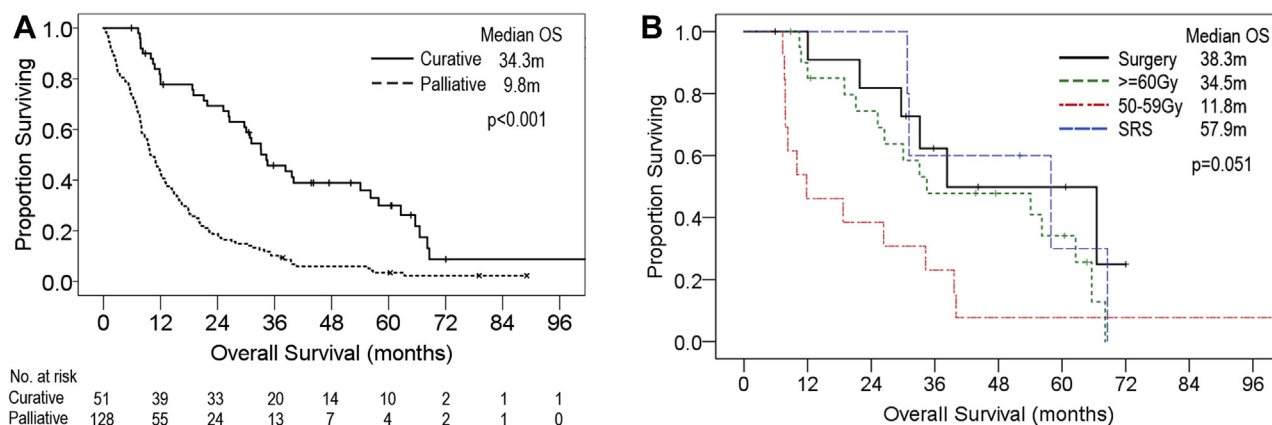 A
Median OS
Curative 34.3m
Palliative 9.8m
p<0.001
Proportion Surviving
1.0
0.8
0.6
0.4
0.2
0.0
0 12 24 36 48 60 72 84 96
Overall Survival (months)
No. at risk
Curative 51 39 33 20 14 10 2 1 1
Palliative 128 55 24 13 7 4 2 1 0
B
Median OS
Surgery 38.3m
>=60Gy 34.5m
50-59Gy 11.8m
SRS 57.9m
p=0.051
Proportion Surviving
1.0
0.8
0.6
0.4
0.2
0.0
0 12 24 36 48 60 72 84 96
Overall Survival (months)